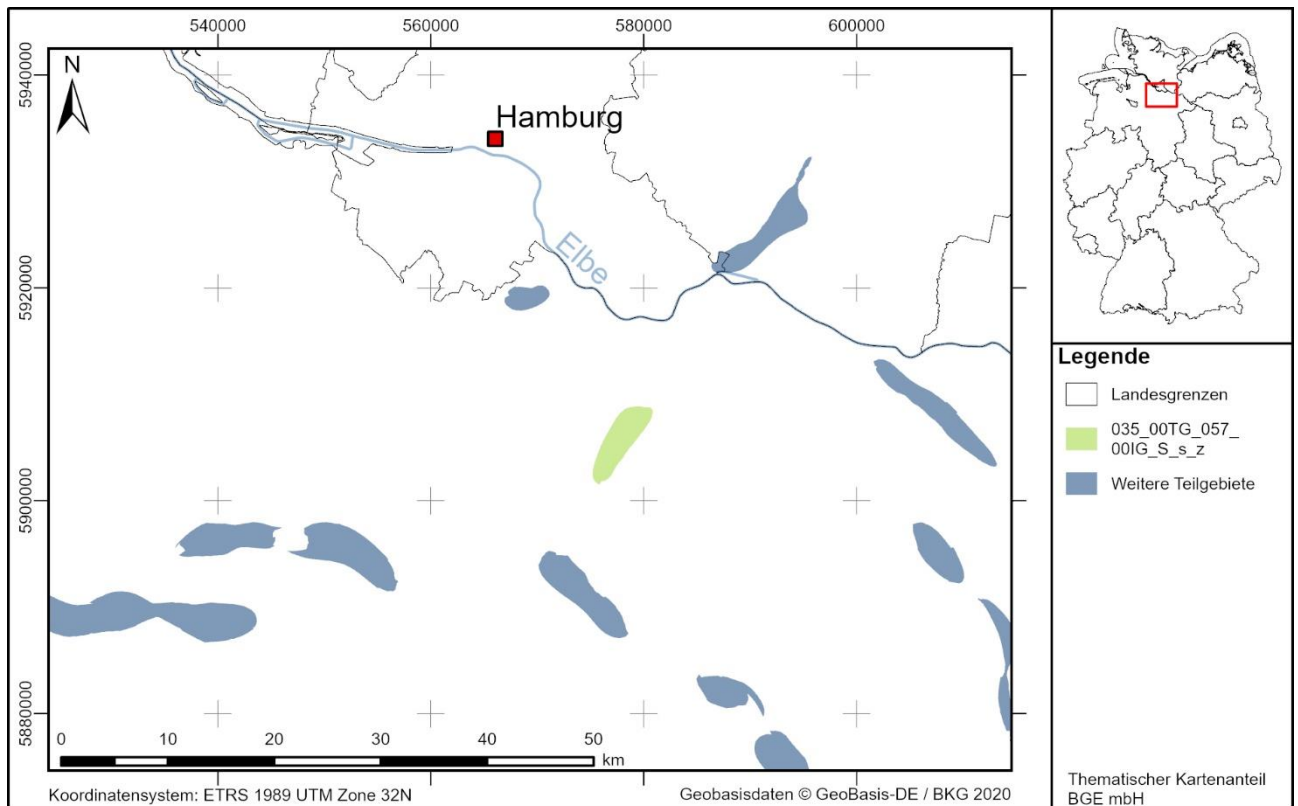 540000 560000 580000 600000
5940000
5920000
5900000
5880000
N
Hamburg
Elbe
0 10 20 30 40 50
km
Koordinatensystem: ETRS 1989 UTM Zone 32N
Geobasisdaten © GeoBasis-DE / BKG 2020
Legende
Landesgrenzen
035_00TG_057_
00IG_S_s_z
Weitere Teilgebiete
Thematischer Kartenanteil
BGE mbH